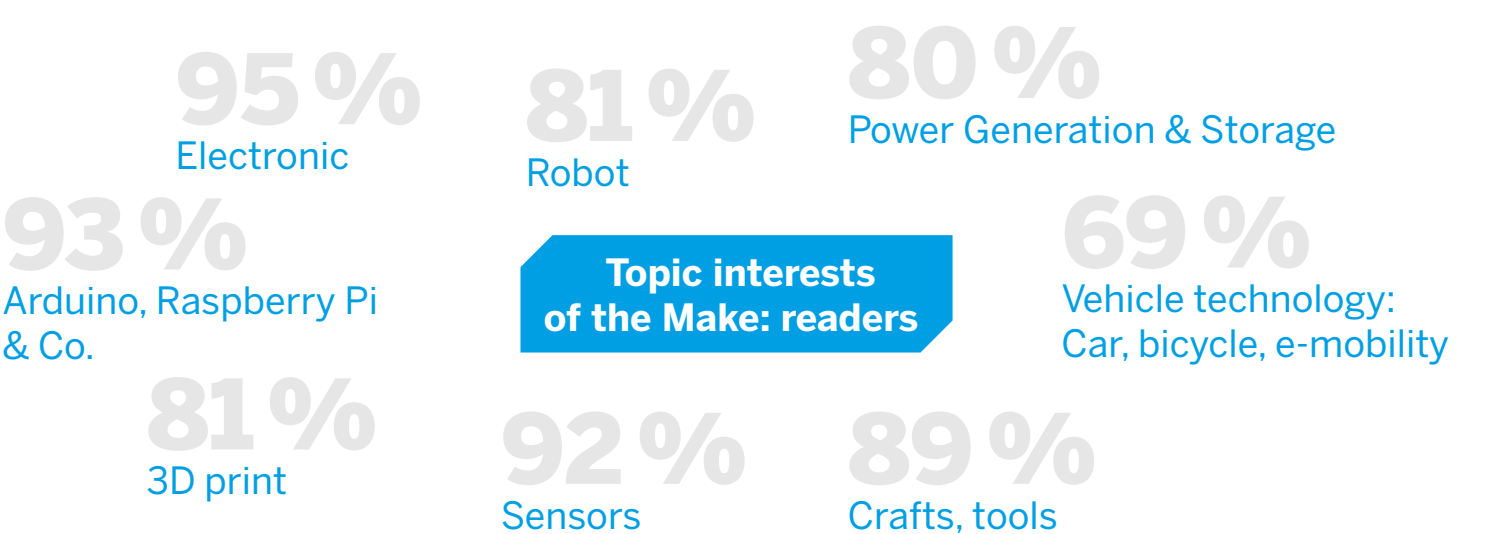 95 %
Electronic
81 %
Robot
80 %
Power Generation & Storage
93 %
Arduino, Raspberry Pi
& Co.
Topic interests
of the Make: readers
69 %
Vehicle technology:
Car, bicycle, e-mobility
81 %
3D print
92 %
Sensors
89 %
Crafts, tools